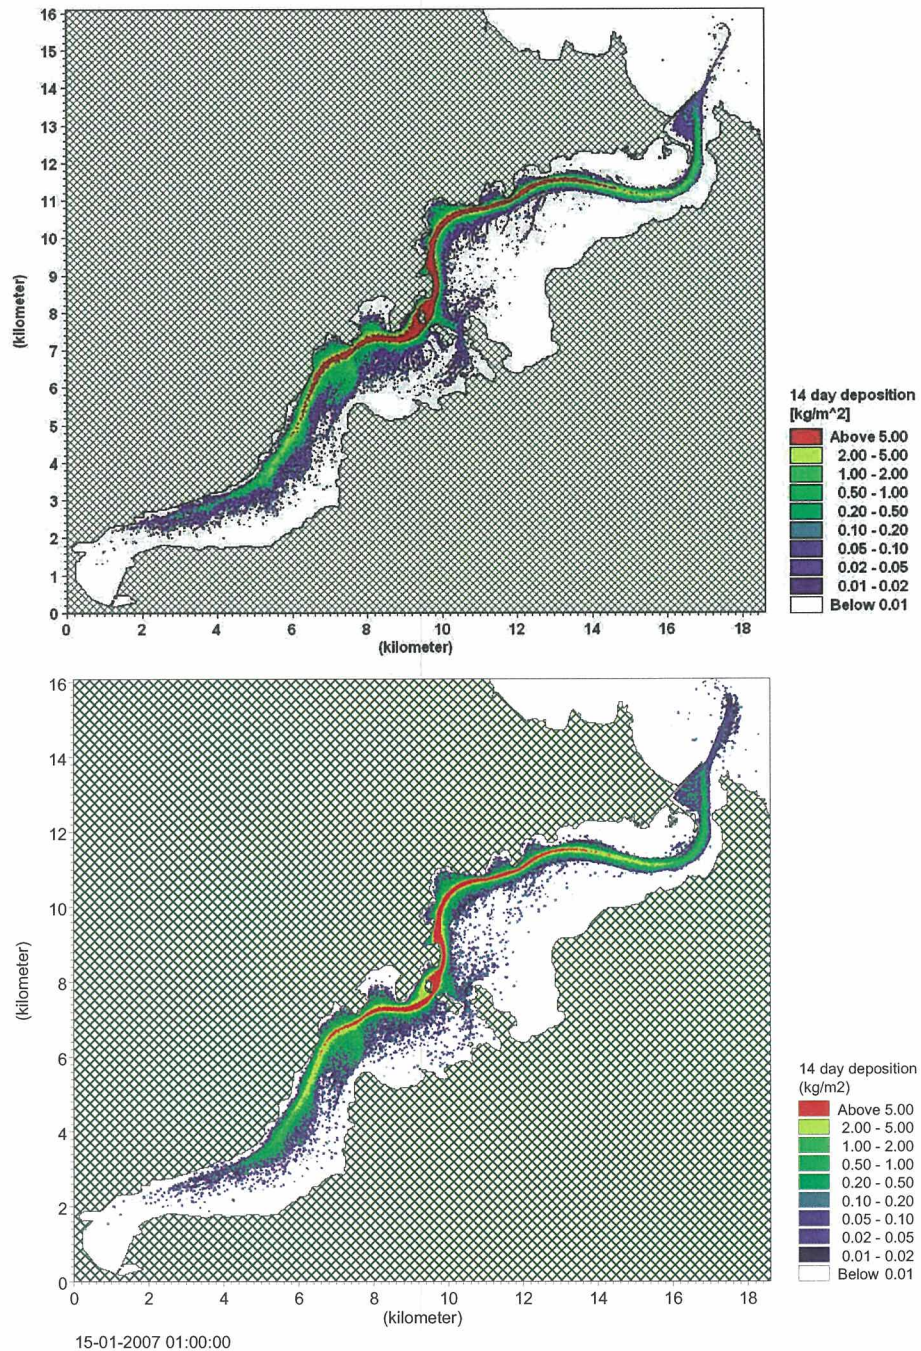 16
15
14
13
12
11
10
9
8
7
6
5
4
3
2
1
0
(kilometer)
0 2 4 6 8 10 12 14 16 18
(kilometer)
14 day deposition
[kg/m^2]
Above 5.00
2.00 - 5.00
1.00 - 2.00
0.50 - 1.00
0.20 - 0.50
0.10 - 0.20
0.05 - 0.10
0.02 - 0.05
0.01 - 0.02
Below 0.01
16
14
12
10
8
6
4
2
0
(kilometer)
0 2 4 6 8 10 12 14 16 18
(kilometer)
14 day deposition
(kg/m2)
Above 5.00
2.00 - 5.00
1.00 - 2.00
0.50 - 1.00
0.20 - 0.50
0.10 - 0.20
0.05 - 0.10
0.02 - 0.05
0.01 - 0.02
Below 0.01
15-01-2007 01:00:00